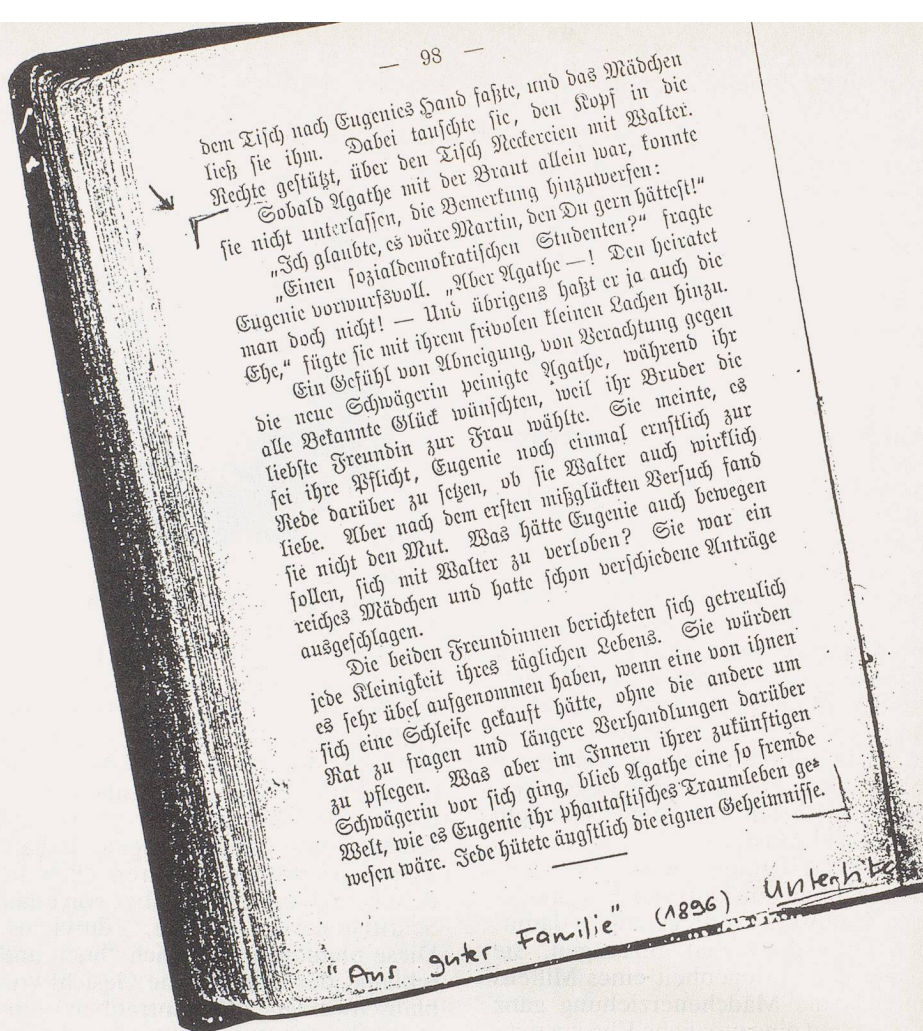 — 98 —
dem Tisch nach Eugenies Hand faßte, und das Mädchen
ließ sie ihm. Dabei tauschte sie, den Kopf in die
Rechte gestützt, über den Tisch Neckereien mit Walter.
Sobald Agathe mit der Braut allein war, konnte
sie nicht unterlassen, die Bemerkung hinzuwerfen:
„Ich glaubte, es wäre Martin, den Du gern hättest!“
„Einen sozialdemokratischen Studenten?“ fragte
Eugenie vorwurfsvoll. „Aber Agathe —! Den heiratet
man doch nicht! — Und übrigens haßt er ja auch die
Ehe,“ fügte sie mit ihrem frivolen kleinen Lachen hinzu.
Ein Gefühl von Abneigung, von Verachtung gegen
die neue Schwägerin peinigte Agathe, während ihr
alle Bekannte Glück wünschten, weil ihr Bruder die
liebste Freundin zur Frau wählte. Sie meinte, es
sei ihre Pflicht, Eugenie noch einmal ernstlich zur
Rede darüber zu setzen, ob sie Walter auch wirklich
liebe. Aber nach dem ersten mißglückten Versuch fand
sie nicht den Mut. Was hätte Eugenie auch bewegen
sollen, sich mit Walter zu verloben? Sie war ein
reiches Mädchen und hatte schon verschiedene Anträge
ausgeschlagen.
Die beiden Freundinnen berichteten sich getreulich
jede Kleinigkeit ihres täglichen Lebens. Sie würden
es sehr übel aufgenommen haben, wenn eine von ihnen
sich eine Schleife gekauft hätte, ohne die andere um
Rat zu fragen und längere Verhandlungen darüber
zu pflegen. Was aber im Innern ihrer zukünftigen
Schwägerin vor sich ging, blieb Agathe eine so fremde
Welt, wie es Eugenie ihr phantastisches Traumleben ge-
wesen wäre. Jede hütete ängstlich die eignen Geheimnisse.
"Aus guter Familie" (1896) Untertitel